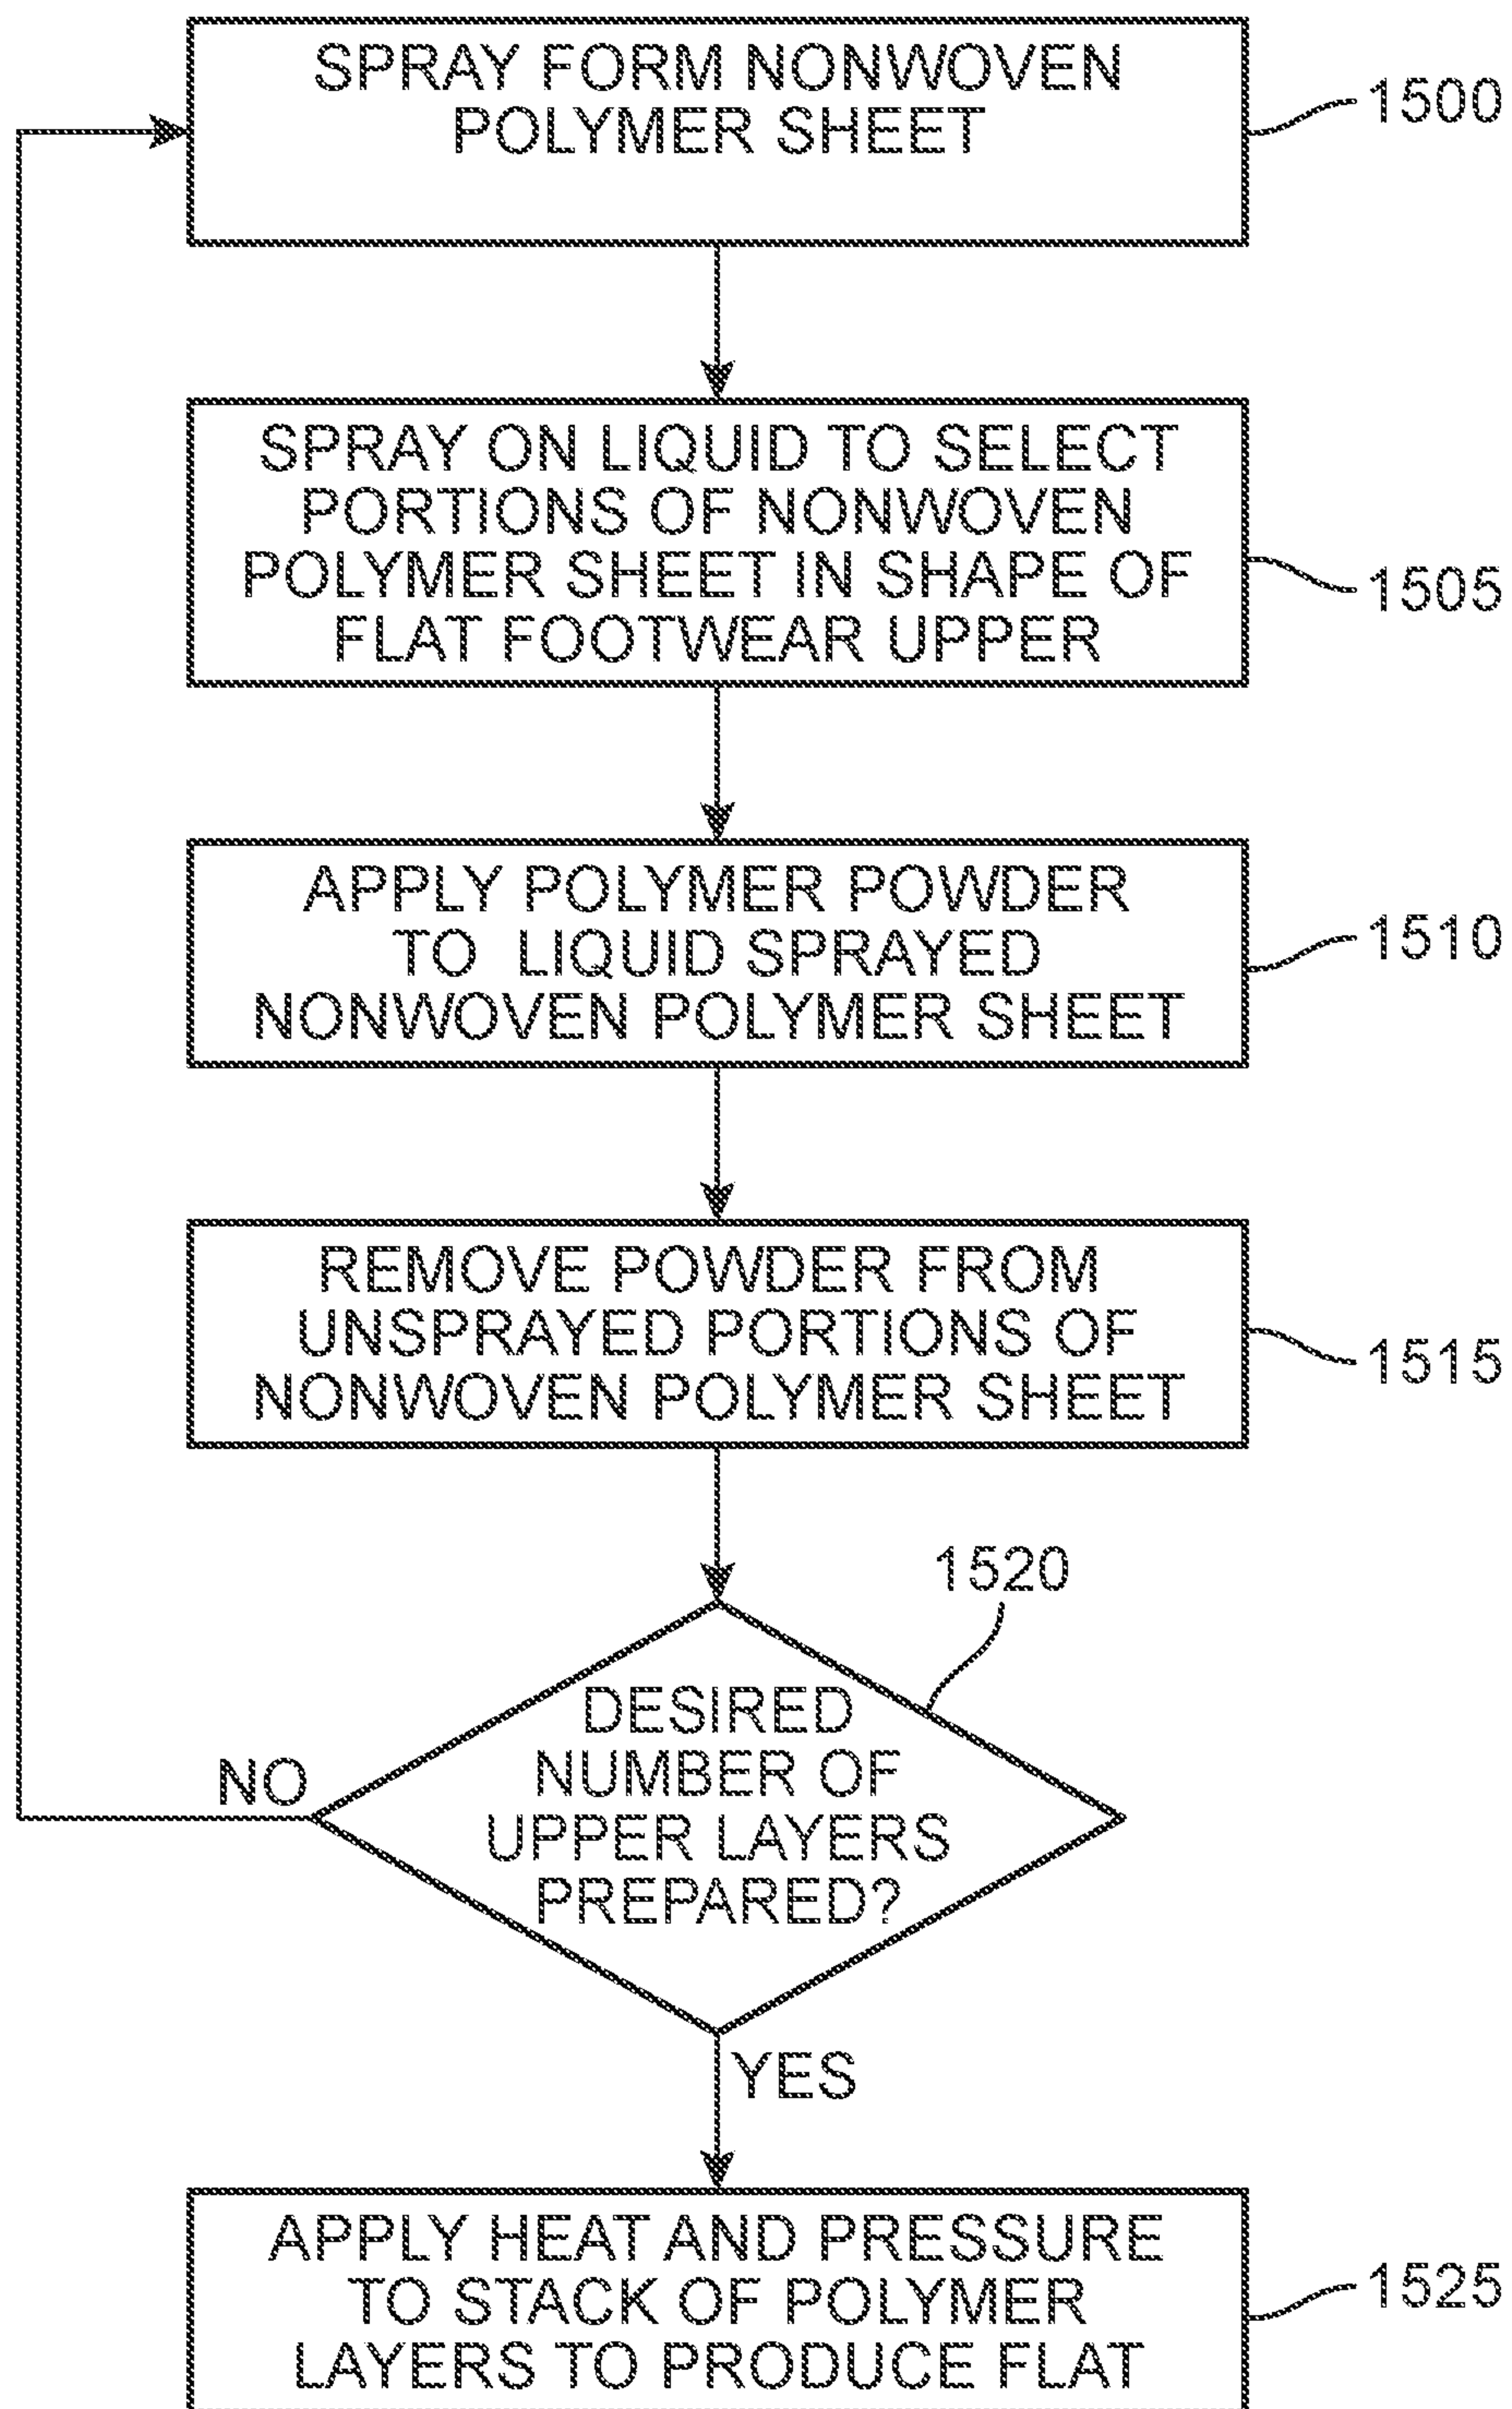 SPRAY FORM NONWOVEN
POLYMER SHEET
1500
SPRAY ON LIQUID TO SELECT
PORTIONS OF NONWOVEN
POLYMER SHEET IN SHAPE OF
FLAT FOOTWEAR UPPER
1505
APPLY POLYMER POWDER
TO LIQUID SPRAYED
NONWOVEN POLYMER SHEET
1510
REMOVE POWDER FROM
UNSPRAYED PORTIONS OF
NONWOVEN POLYMER SHEET
1515
1520
DESIRED
NUMBER OF
UPPER LAYERS
PREPARED?
NO
YES
APPLY HEAT AND PRESSURE
TO STACK OF POLYMER
LAYERS TO PRODUCE FLAT
1525